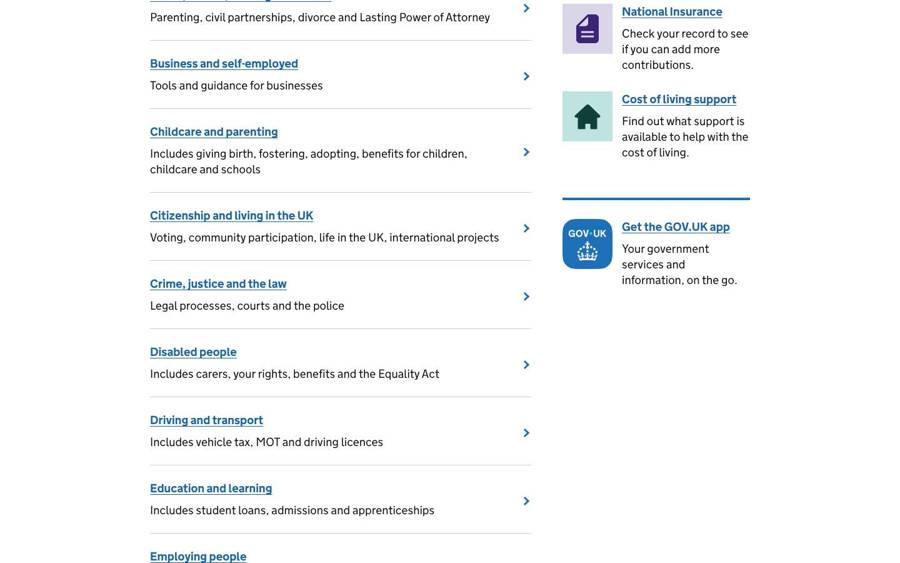 Parenting, civil partnerships, divorce and Lasting Power of Attorney
Business and self-employed
Tools and guidance for businesses
Childcare and parenting
Includes giving birth, fostering, adopting, benefits for children,
childcare and schools
Citizenship and living in the UK
Voting, community participation, life in the UK, international projects
Crime, justice and the law
Legal processes, courts and the police
Disabled people
Includes carers, your rights, benefits and the Equality Act
Driving and transport
Includes vehicle tax, MOT and driving licences
Education and learning
Includes student loans, admissions and apprenticeships
Employing people
National Insurance
Check your record to see
if you can add more
contributions.
Cost of living support
Find out what support is
available to help with the
cost of living.
GOV·UK
Get the GOV.UK app
Your government
services and
information, on the go.